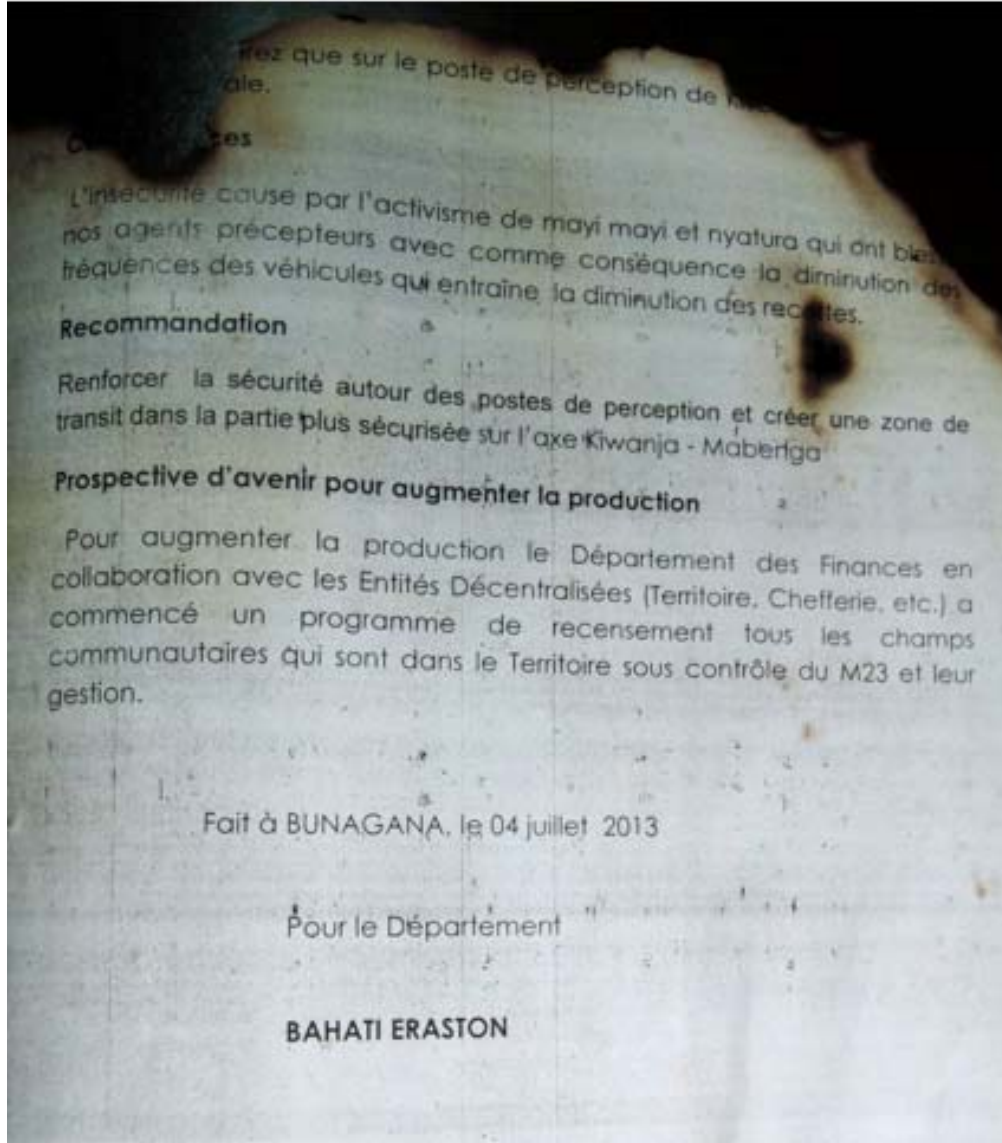 que sur le poste de perception de
L'insécurité cause par l'activisme de mayi mayi et nyatura qui ont
nos agents précepteurs avec comme conséquence la diminution des
fréquences des véhicules qui entraîne la diminution des recettes.
Recommandation
Renforcer la sécurité autour des postes de perception et créer une zone de
transit dans la partie plus sécurisée sur l'axe Kiwanja - Mabenga
Prospective d'avenir pour augmenter la production
Pour augmenter la production le Département des Finances en
collaboration avec les Entités Décentralisées (Territoire, Chefferie, etc.) a
commencé un programme de recensement tous les champs
communautaires qui sont dans le Territoire sous contrôle du M23 et leur
gestion.
Fait à BUNAGANA, le 04 juillet 2013
Pour le Département
BAHATI ERASTON